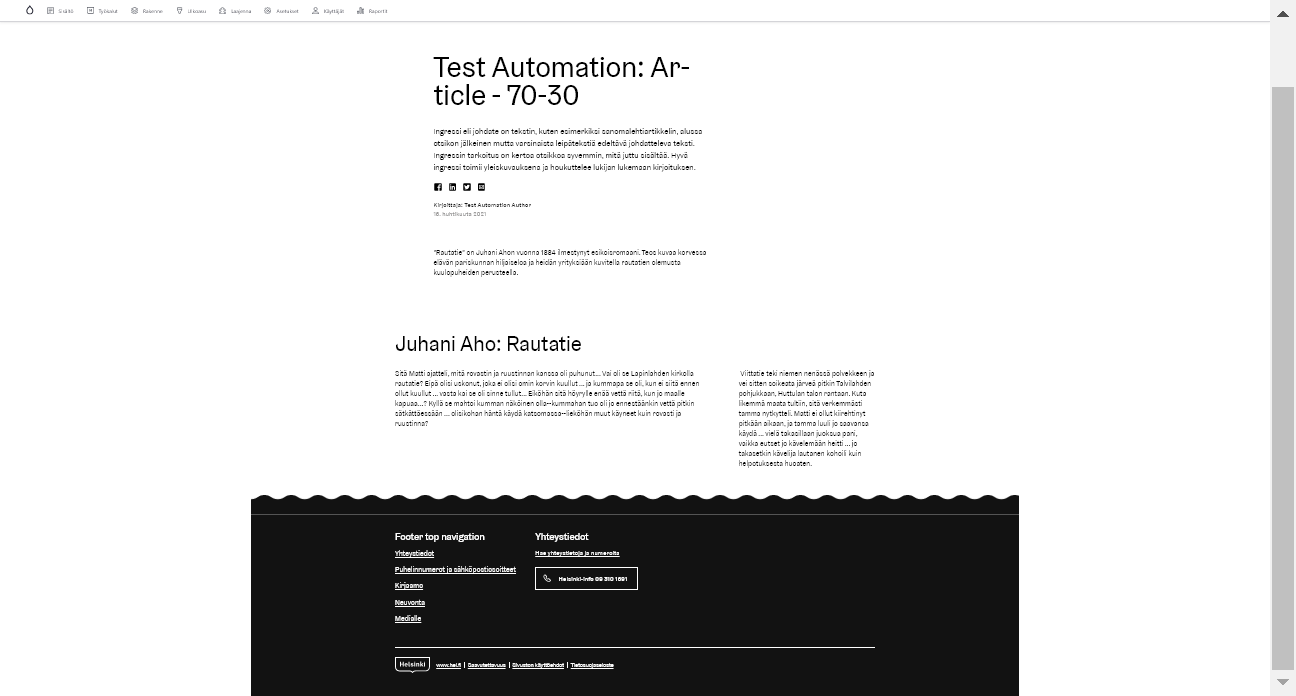 Sisältö Työkalut Rakenne Ulkoasu Laajenna Asetukset Käyttäjät Raportit
Test Automation: Ar-
ticle - 70-30
Ingressi eli johdate on tekstin, kuten esimerkiksi sanomalehtiartikkelin, alussa
otsikon jälkeinen mutta varsinaista leipätekstiä edeltävä johdatteleva teksti.
Ingressin tarkoitus on kertoa otsikkoa syvemmin, mitä juttu sisältää. Hyvä
ingressi toimii yleiskuvauksena ja houkuttelee lukijan lukemaan kirjoituksen.
Kirjoittaja: Test Automation Author
16. huhtikuuta 2021
"Rautatie" on Juhani Ahon vuonna 1884 ilmestynyt esikoisromaani. Teos kuvaa korvessa
elävän pariskunnan hiljaiseloa ja heidän yrityksiään kuvitella rautatien olemusta
kuulopuheiden perusteella.
Juhani Aho: Rautatie
Sitä Matti ajatteli, mitä rovastin ja ruustinnan kanssa oli puhunut... Vai oli se Lapinlahden kirkolla
rautatie? Eipä olisi uskonut, joka ei olisi omin korvin kuullut ... ja kummapa se oli, kun ei siitä ennen
ollut kuullut ... vasta kai se oli sinne tullut... Eiköhän sitä höyrylle enää vettä riitä, kun jo maalle
kapuaa...? Kyllä se mahtoi kumman näköinen olla--kummahan tuo oli jo ennestäänkin vettä pitkin
sätkättäessään ... olisikohan häntä käydä katsomassa--lieköhän muut käyneet kuin rovasti ja
ruustinna?
Viittatie teki niemen nenässä polvekkeen ja
vei sitten soikeata järveä pitkin Talvilahden
pohjukkaan, Huttulan talon rantaan. Kuta
likemmä maata tultiin, sitä verkemmästi
tamma nytkytteli. Matti ei ollut kiirehtinyt
pitkään aikaan, ja tamma luuli jo saavansa
käydä ... vielä takasillaan juoksua pani,
vaikka eutset jo kävelemään heitti ... jo
takasetkin kävelijä lautanen kohoili kuin
helpotuksesta huoaten.
Footer top navigation
Yhteystiedot
Puhelinnumerot ja sähköpostiosoitteet
Kirjaamo
Neuvonta
Medialle
Yhteystiedot
Hae yhteystietoja ja numeroita
Helsinki-info 09 310 1691
Helsinki www.hel.fi Saavutettavuus Sivuston käyttöehdot Tietosuojaseloste